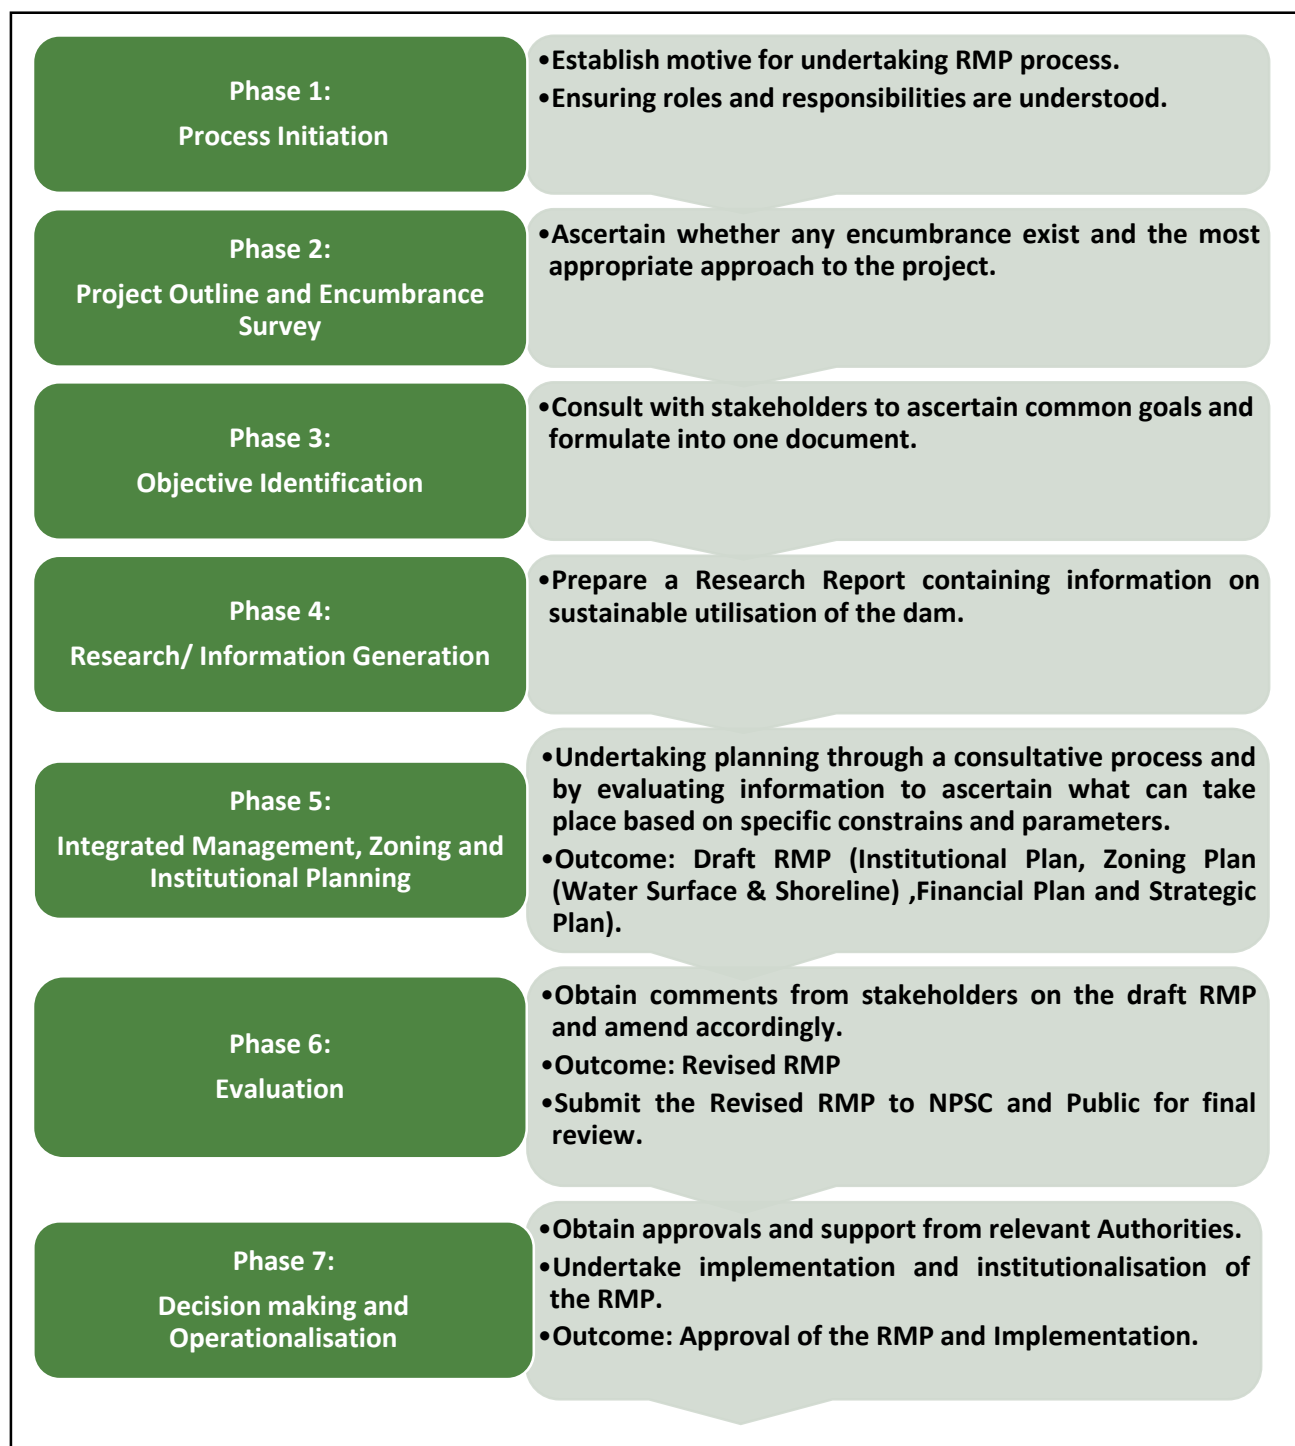 Phase 1:
Process Initiation
•Establish motive for undertaking RMP process.
•Ensuring roles and responsibilities are understood.
Phase 2:
Project Outline and Encumbrance
Survey
•Ascertain whether any encumbrance exist and the most
appropriate approach to the project.
Phase 3:
Objective Identification
•Consult with stakeholders to ascertain common goals and
formulate into one document.
Phase 4:
Research/ Information Generation
•Prepare a Research Report containing information on
sustainable utilisation of the dam.
Phase 5:
Integrated Management, Zoning and
Institutional Planning
•Undertaking planning through a consultative process and
by evaluating information to ascertain what can take
place based on specific constrains and parameters.
•Outcome: Draft RMP (Institutional Plan, Zoning Plan
(Water Surface & Shoreline) ,Financial Plan and Strategic
Plan).
Phase 6:
Evaluation
•Obtain comments from stakeholders on the draft RMP
and amend accordingly.
•Outcome: Revised RMP
•Submit the Revised RMP to NPSC and Public for final
review.
Phase 7:
Decision making and
Operationalisation
•Obtain approvals and support from relevant Authorities.
•Undertake implementation and institutionalisation of
the RMP.
•Outcome: Approval of the RMP and Implementation.